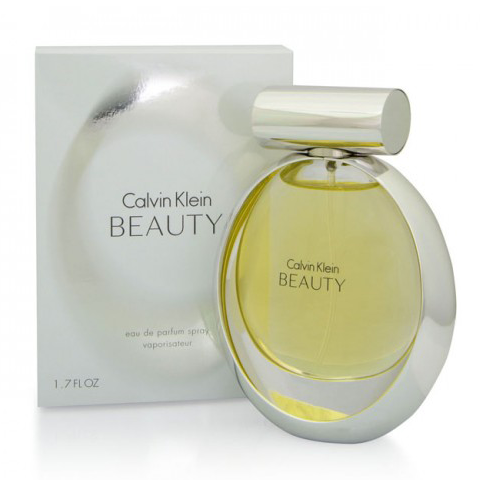 Calvin Klein
BEAUTY
eau de parfum spray
vaporisateur
1.7 FL OZ
Calvin Klein
BEAUTY